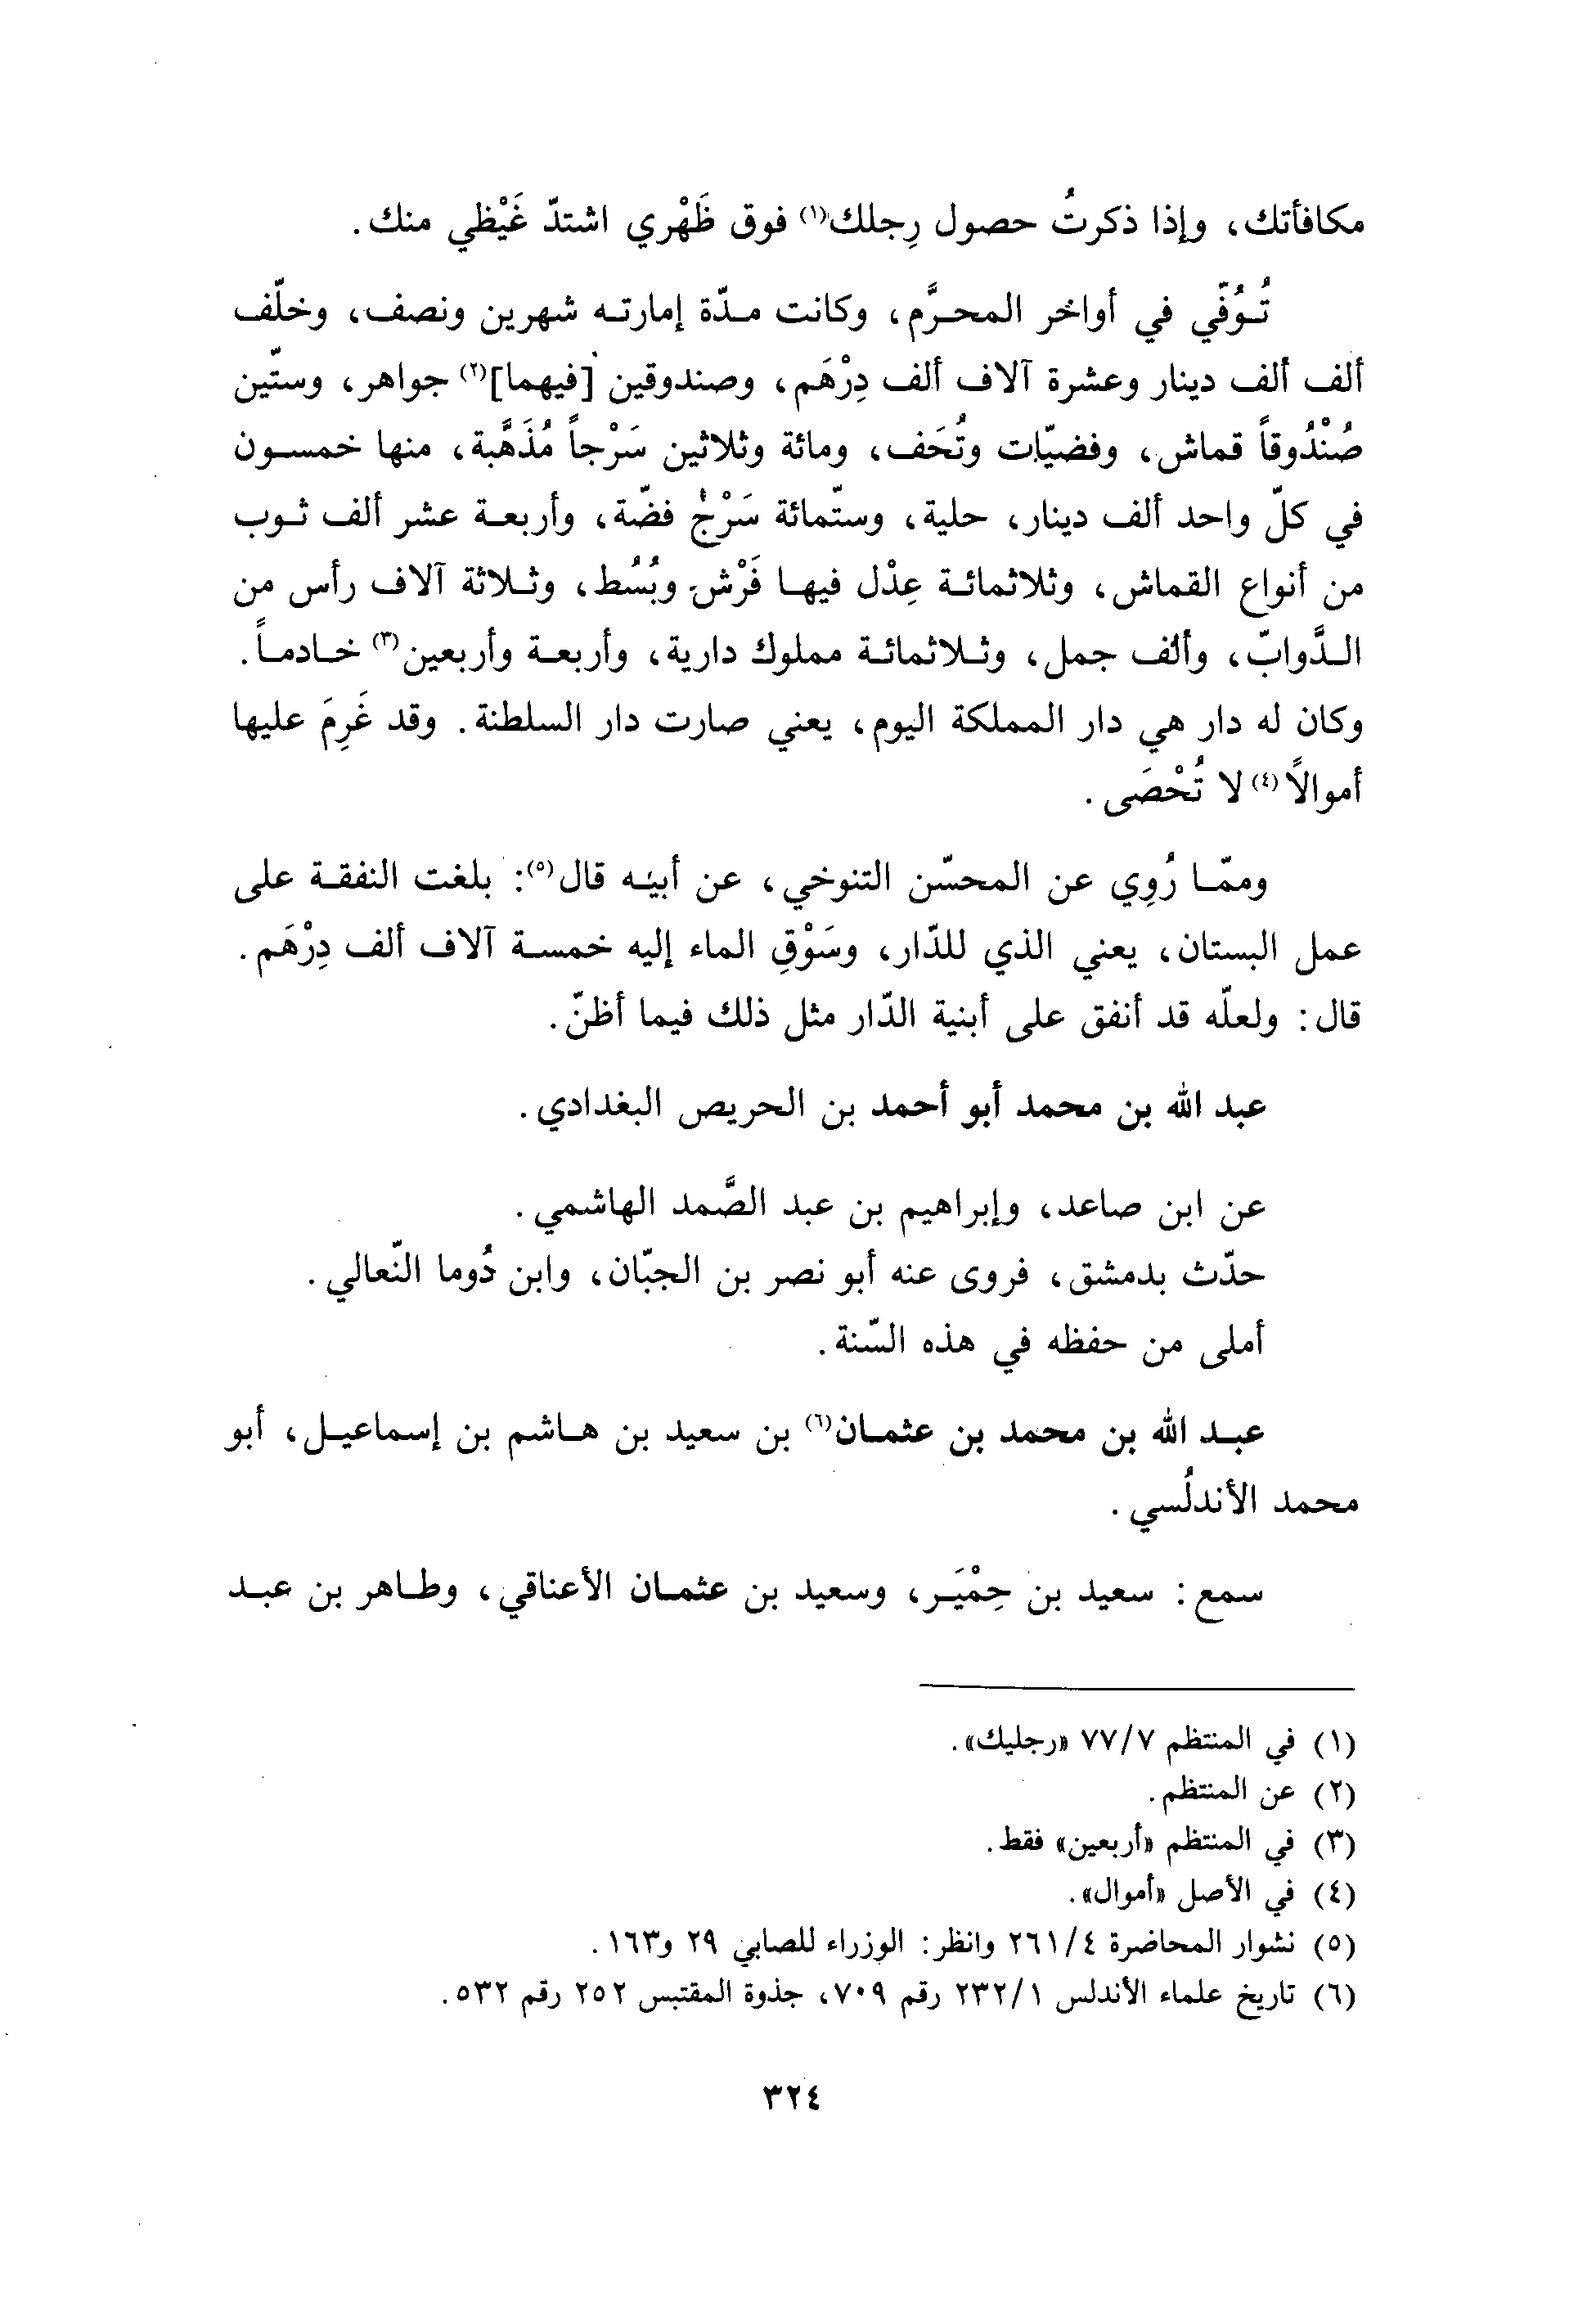 مكافأتك، وإذا ذكرتُ حصول رِجلك(١) فوق ظَهْري اشتدّ غَيْظي منك.
تُوُفّي في أواخر المحرَّم، وكانت مدّة إمارته شهرين ونصف، وخلّف
ألف ألف دينار وعشرة آلاف ألف دِرْهَم، وصندوقين [فيهما](٢) جواهر، وستّين
صُنْدُوقاً قماش، وفضيّات وتُحَف، ومائة وثلاثين سَرْجاً مُذَهَّبة، منها خمسون
في كلّ واحد ألف دينار، حلية، وستّمائة سَرْج فضّة، وأربعة عشر ألف ثوب
من أنواع القماش، وثلاثمائة عِدْل فيها فَرْش وبُسُط، وثلاثة آلاف رأس من
الدَّوابّ، وألف جمل، وثلاثمائة مملوك دارية، وأربعة وأربعين(٣) خادماً.
وكان له دار هي دار المملكة اليوم، يعني صارت دار السلطنة. وقد غَرِمَ عليها
أموالاً(٤) لا تُحْصَى.
وممّا رُوِي عن المحسّن التنوخي، عن أبيه قال(٥): بلغت النفقة على
عمل البستان، يعني الذي للدّار، وسَوْقِ الماء إليه خمسة آلاف ألف دِرْهَم.
قال: ولعلّه قد أنفق على أبنية الدّار مثل ذلك فيما أظنّ.
عبد الله بن محمد أبو أحمد بن الحريص البغدادي.
عن ابن صاعد، وإبراهيم بن عبد الصَّمد الهاشمي.
حدّث بدمشق، فروى عنه أبو نصر بن الجبّان، وابن دُوما النّعالي.
أملى من حفظه في هذه السّنة.
عبد الله بن محمد بن عثمان(٦) بن سعيد بن هاشم بن إسماعيل، أبو
محمد الأندلُسي.
سمع: سعيد بن حِمْيَر، وسعيد بن عثمان الأعناقي، وطاهر بن عبد
(١) في المنتظم ٧/٧٧ «رجليك».
(٢) عن المنتظم.
(٣) في المنتظم «أربعين» فقط.
(٤) في الأصل «أموال».
(٥) نشوار المحاضرة ٤/٢٦١ وانظر: الوزراء للصابي ٢٩ و١٦٣.
(٦) تاريخ علماء الأندلس ١/٢٣٢ رقم ٧٠٩، جذوة المقتبس ٢٥٢ رقم ٥٣٢.
٣٢٤